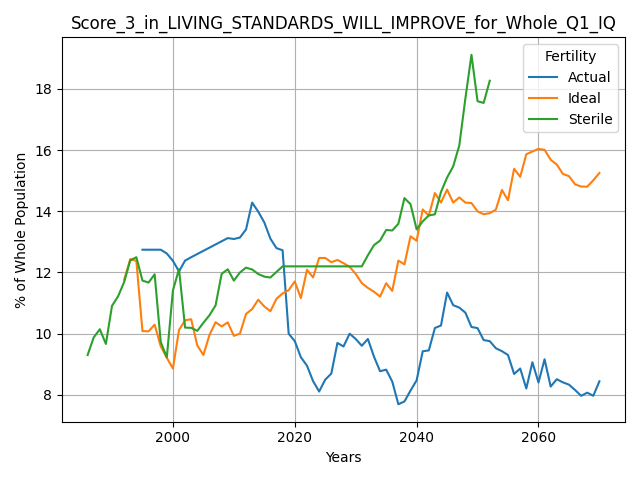 Score_3_in_LIVING_STANDARDS_WILL_IMPROVE_for_Whole_Q1_IQ
Fertility
Actual
Ideal
Sterile
% of Whole Population
18
16
14
12
10
8
2000 2020 2040 2060
Years